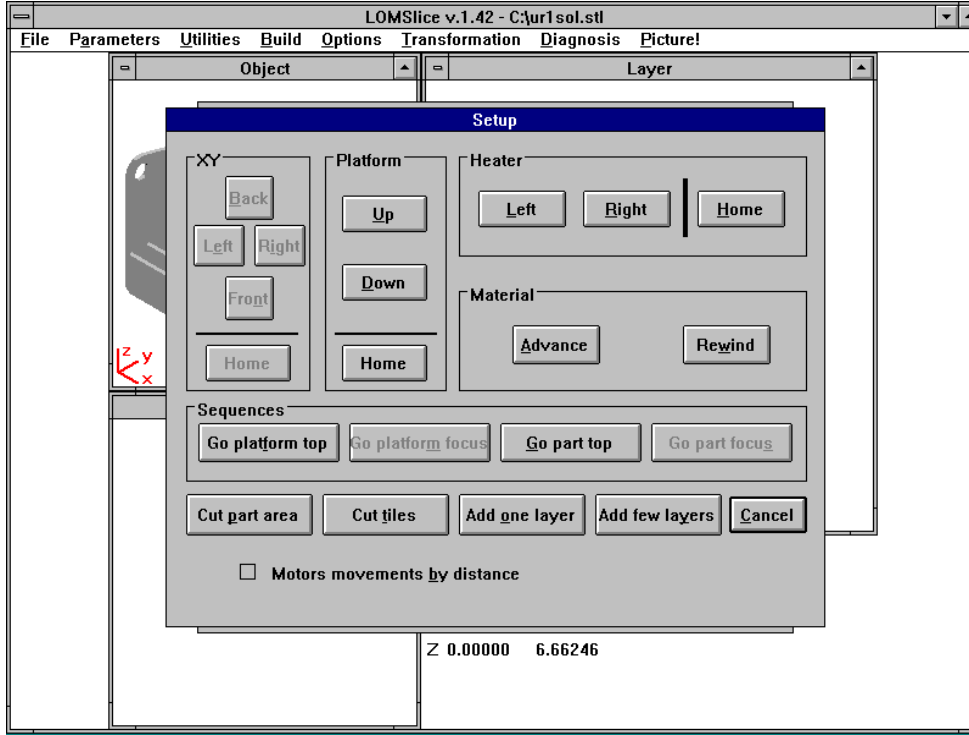 LOMSlice v.1.42 - C:\ur1sol.stl
File Parameters Utilities Build Options Transformation Diagnosis Picture!
Object
Layer
Setup
XY
Back
Left Right
Front
Home
Platform
Up
Down
Home
Heater
Left Right Home
Material
Advance Rewind
Sequences
Go platform top Go platform focus Go part top Go part focus
Cut part area Cut tiles Add one layer Add few layers Cancel
Motors movements by distance
z y
x
Z 0.00000 6.66246